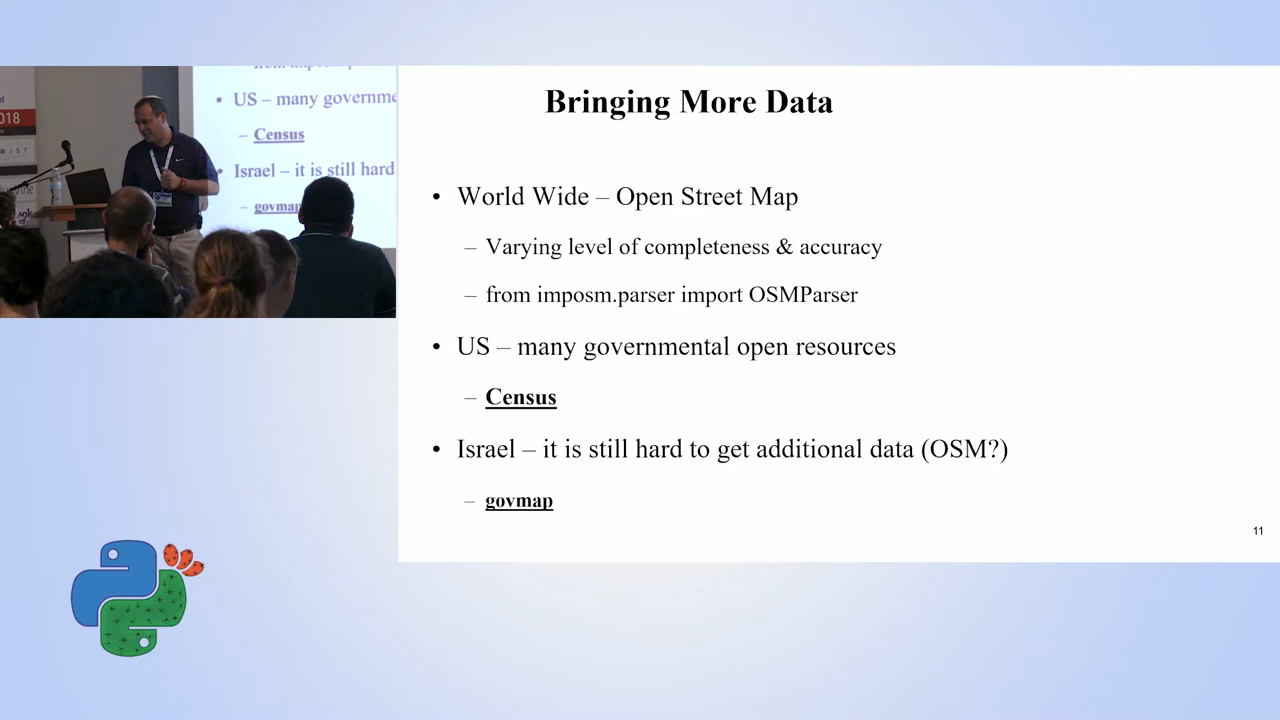 Bringing More Data
• World Wide – Open Street Map
– Varying level of completeness & accuracy
– from imposm.parser import OSMParser
• US – many governmental open resources
– Census
• Israel – it is still hard to get additional data (OSM?)
– govmap
11
• US – many governme
– Census
• Israel – it is still hard
– govmap
2018